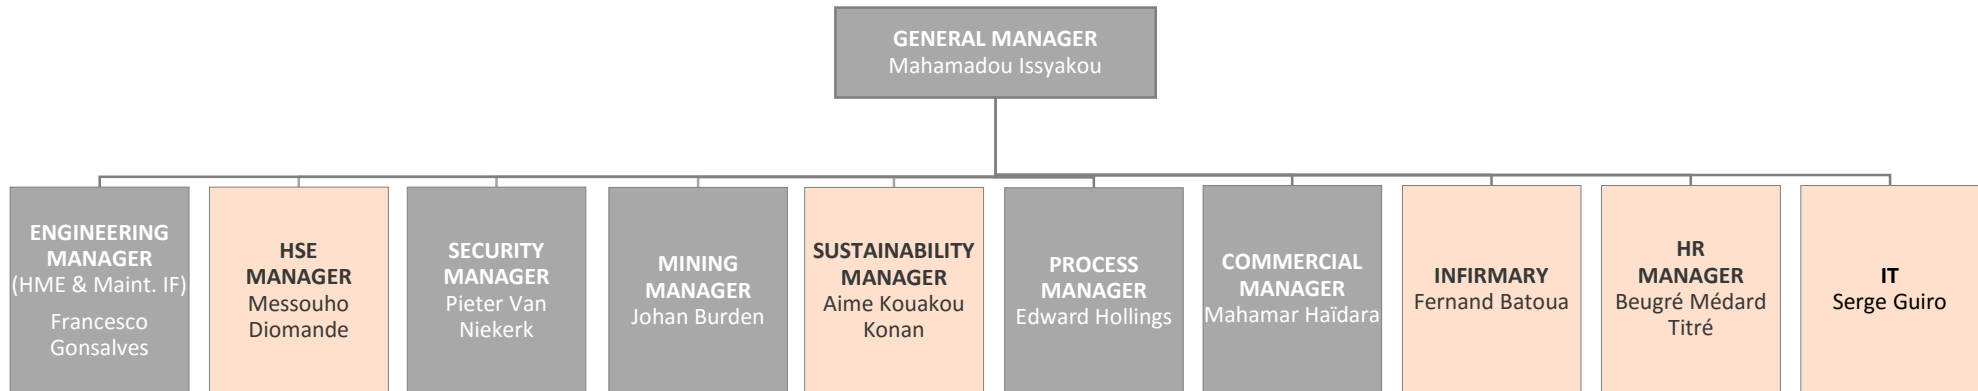 GENERAL MANAGER
Mahamadou Issyakou
ENGINEERING
MANAGER
(HME & Maint. IF)
Francesco
Gonsalves
HSE
MANAGER
Messouho
Diomande
SECURITY
MANAGER
Pieter Van
Niekerk
MINING
MANAGER
Johan Burden
SUSTAINABILITY
MANAGER
Aime Kouakou
Konan
PROCESS
MANAGER
Edward Hollings
COMMERCIAL
MANAGER
Mahamar Haïdara
INFIRMARY
Fernand Batoua
HR
MANAGER
Beugré Médard
Titré
IT
Serge Guiro